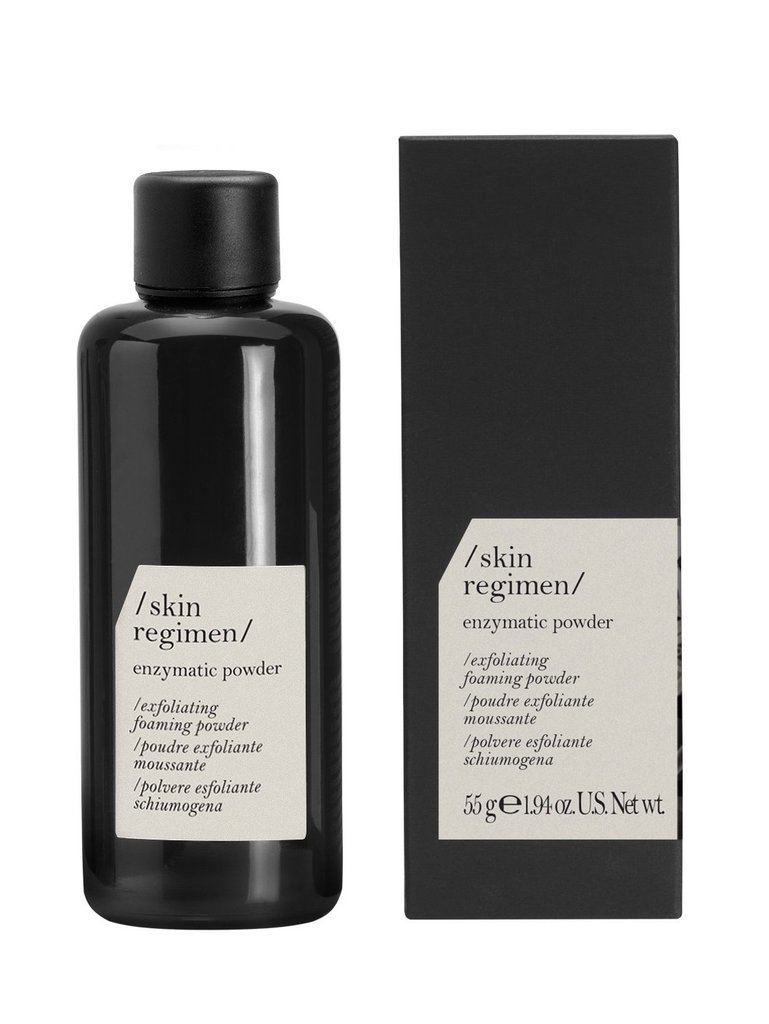 /skin
regimen/
enzymatic powder
/exfoliating
foaming powder
/poudre exfoliante
moussante
/polvere esfoliante
schiumogena
/skin
regimen/
enzymatic powder
/exfoliating
foaming powder
/poudre exfoliante
moussante
/polvere esfoliante
schiumogena
55 g℮1.94 oz. U.S. Net wt.